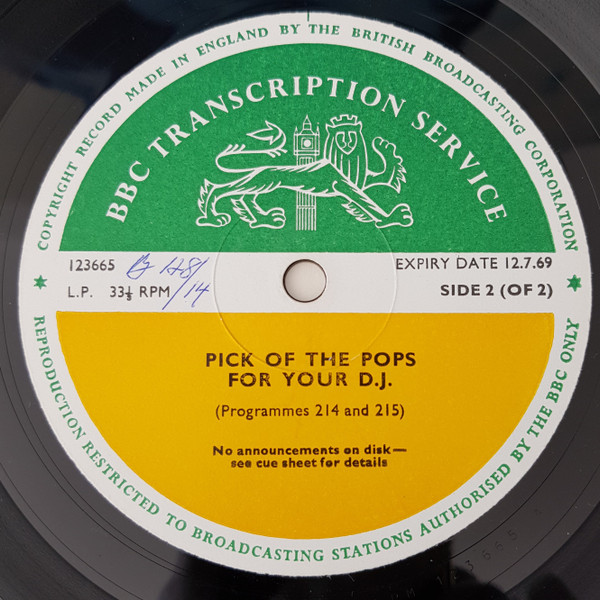 COPYRIGHT RECORD MADE IN ENGLAND BY THE BRITISH BROADCASTING CORPORATION
BBC TRANSCRIPTION SERVICE
123665
EXPIRY DATE 12.7.69
L.P. 33⅓ RPM
14
SIDE 2 (OF 2)
PICK OF THE POPS
FOR YOUR D.J.
(Programmes 214 and 215)
No announcements on disk—
see cue sheet for details
REPRODUCTION RESTRICTED TO BROADCASTING STATIONS AUTHORISED BY THE BBC ONLY